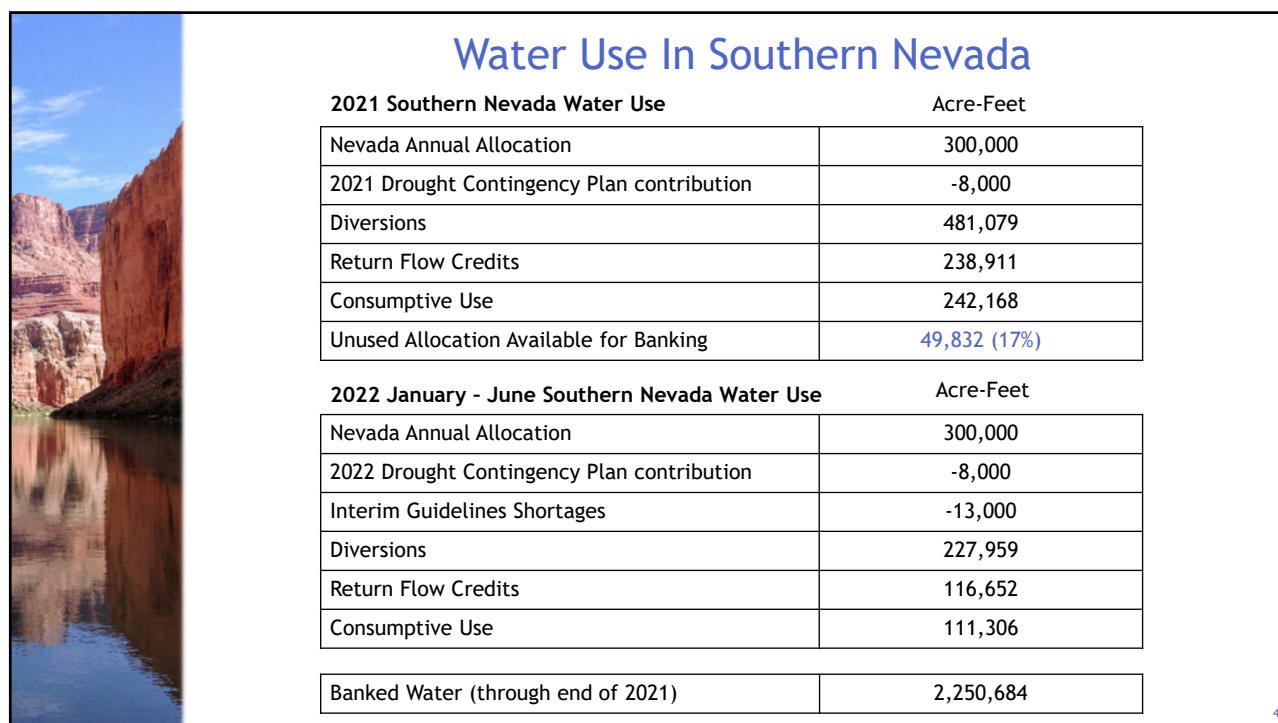 Water Use In Southern Nevada
2021 Southern Nevada Water Use Acre-Feet
Nevada Annual Allocation 300,000
2021 Drought Contingency Plan contribution -8,000
Diversions 481,079
Return Flow Credits 238,911
Consumptive Use 242,168
Unused Allocation Available for Banking 49,832 (17%)
2022 January – June Southern Nevada Water Use Acre-Feet
Nevada Annual Allocation 300,000
2022 Drought Contingency Plan contribution -8,000
Interim Guidelines Shortages -13,000
Diversions 227,959
Return Flow Credits 116,652
Consumptive Use 111,306
Banked Water (through end of 2021) 2,250,684
4